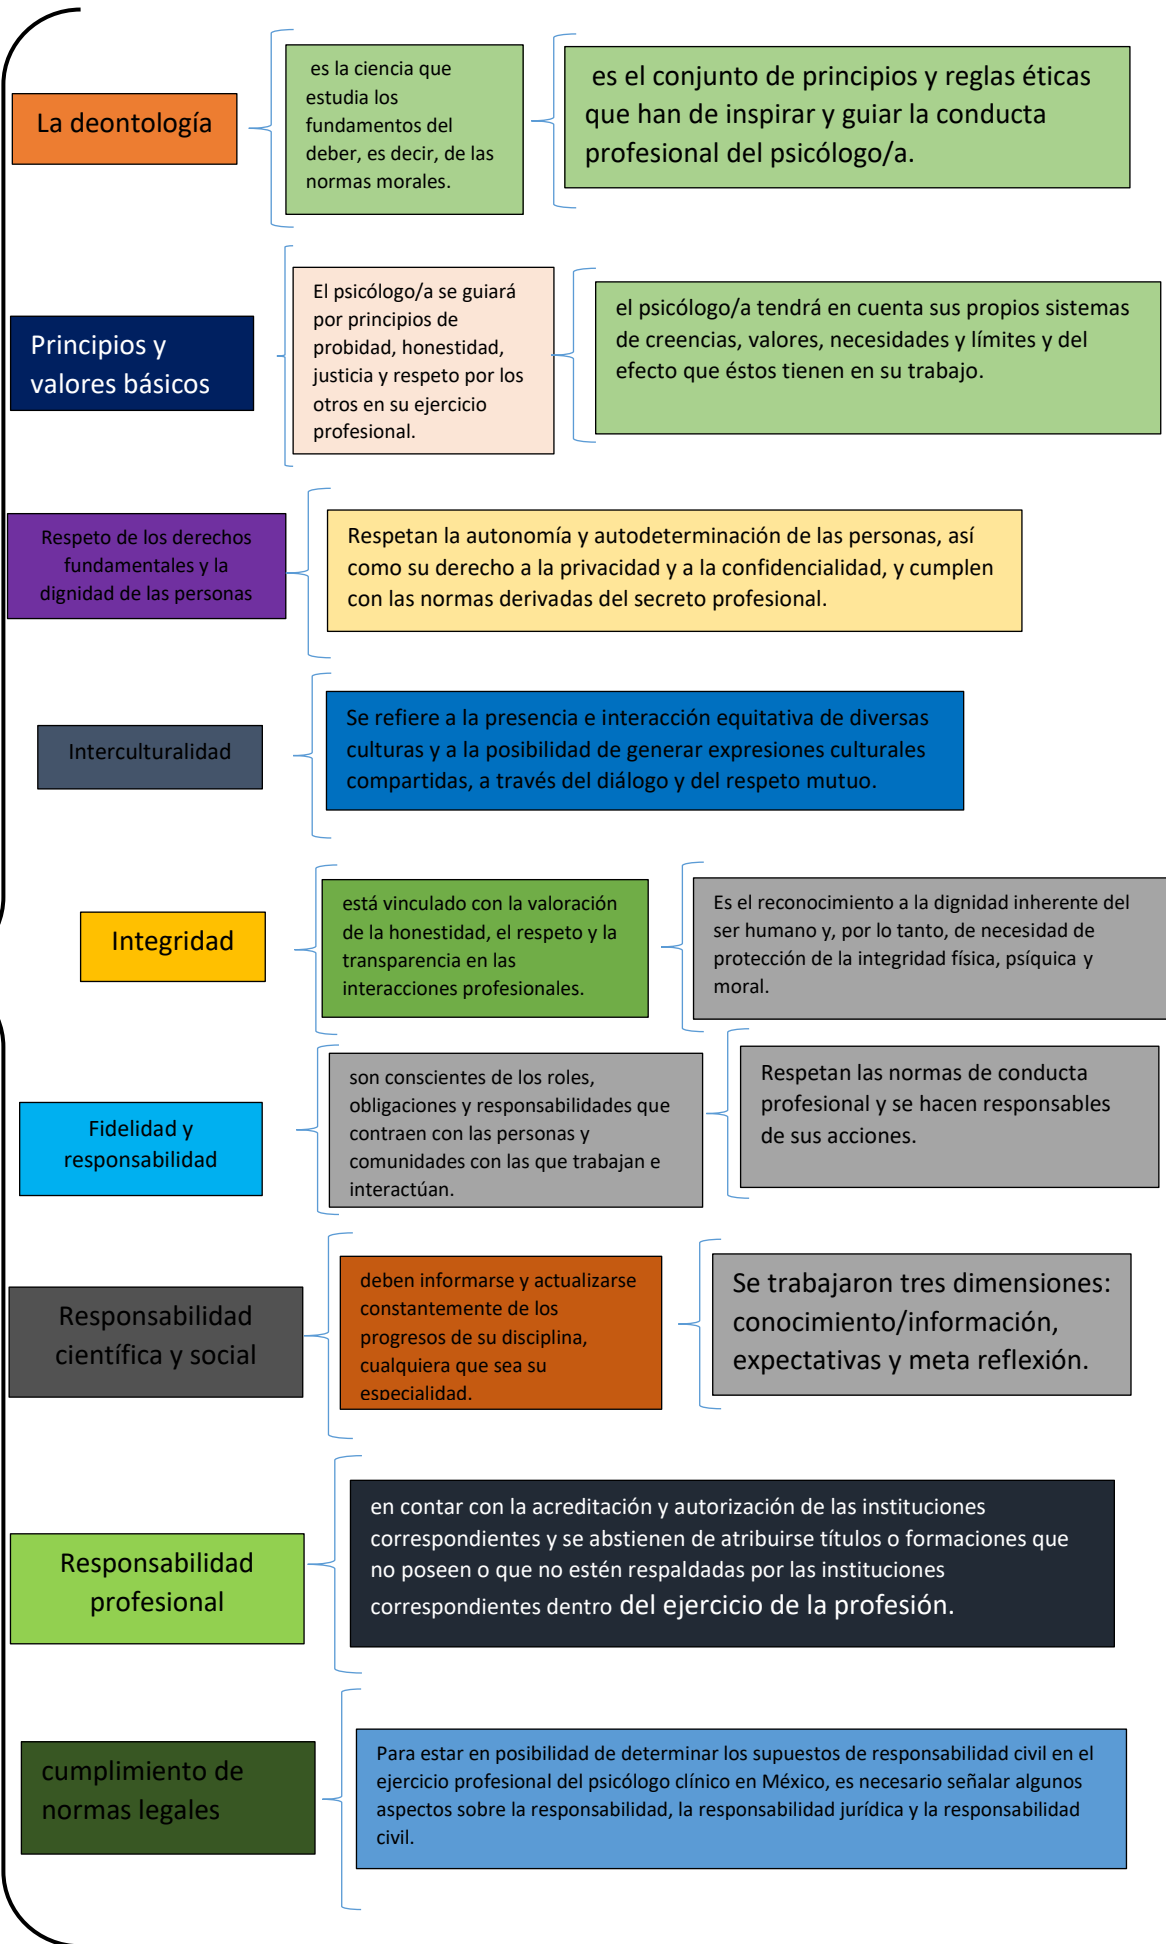 La deontología
es la ciencia que
estudia los
fundamentos del
deber, es decir, de las
normas morales.
es el conjunto de principios y reglas éticas
que han de inspirar y guiar la conducta
profesional del psicólogo/a.
Principios y
valores básicos
El psicólogo/a se guiará
por principios de
probidad, honestidad,
justicia y respeto por los
otros en su ejercicio
profesional.
el psicólogo/a tendrá en cuenta sus propios sistemas
de creencias, valores, necesidades y límites y del
efecto que éstos tienen en su trabajo.
Respeto de los derechos
fundamentales y la
dignidad de las personas
Respetan la autonomía y autodeterminación de las personas, así
como su derecho a la privacidad y a la confidencialidad, y cumplen
con las normas derivadas del secreto profesional.
Interculturalidad
Se refiere a la presencia e interacción equitativa de diversas
culturas y a la posibilidad de generar expresiones culturales
compartidas, a través del diálogo y del respeto mutuo.
Integridad
está vinculado con la valoración
de la honestidad, el respeto y la
transparencia en las
interacciones profesionales.
Es el reconocimiento a la dignidad inherente del
ser humano y, por lo tanto, de necesidad de
protección de la integridad física, psíquica y
moral.
Fidelidad y
responsabilidad
son conscientes de los roles,
obligaciones y responsabilidades que
contraen con las personas y
comunidades con las que trabajan e
interactúan.
Respetan las normas de conducta
profesional y se hacen responsables
de sus acciones.
Responsabilidad
científica y social
deben informarse y actualizarse
constantemente de los
progresos de su disciplina,
cualquiera que sea su
especialidad.
Se trabajaron tres dimensiones:
conocimiento/información,
expectativas y meta reflexión.
Responsabilidad
profesional
en contar con la acreditación y autorización de las instituciones
correspondientes y se abstienen de atribuirse títulos o formaciones que
no poseen o que no estén respaldadas por las instituciones
correspondientes dentro del ejercicio de la profesión.
cumplimiento de
normas legales
Para estar en posibilidad de determinar los supuestos de responsabilidad civil en el
ejercicio profesional del psicólogo clínico en México, es necesario señalar algunos
aspectos sobre la responsabilidad, la responsabilidad jurídica y la responsabilidad
civil.